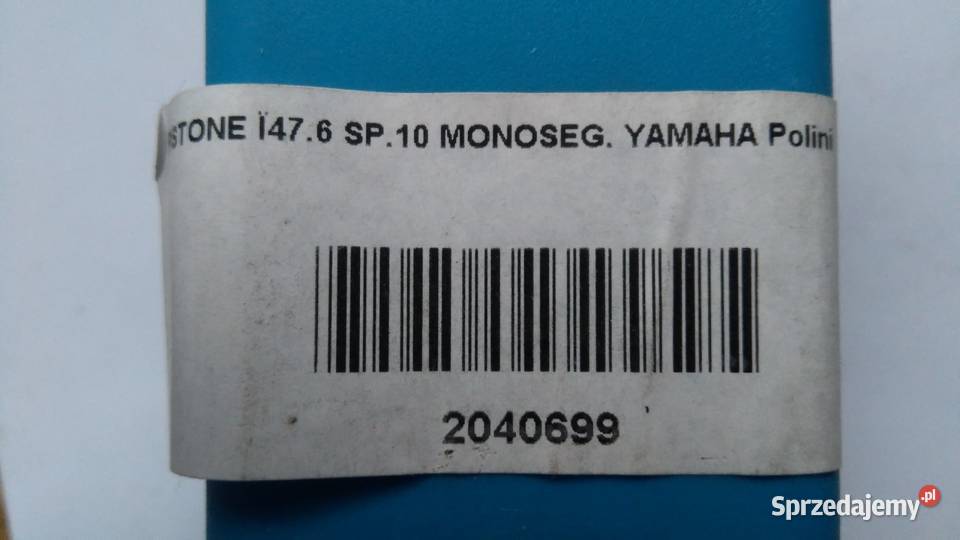 ISTONE Ï47.6 SP.10 MONOSEG. YAMAHA Polini
2040699
Sprzedajemy.pl